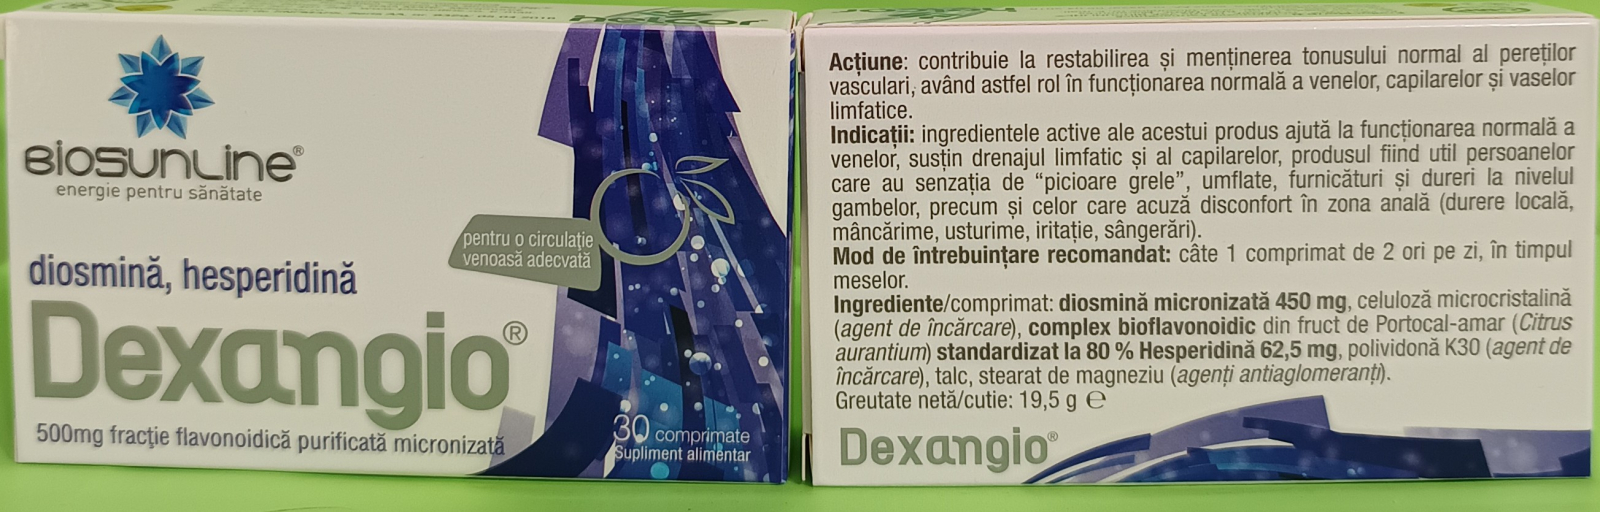 BIOSUNLINE®
energie pentru sănătate
pentru o circulație
venoasă adecvată
diosmină, hesperidină
Dexangio®
500mg fracție flavonoidică purificată micronizată
30 comprimate
Supliment alimentar
Acțiune: contribuie la restabilirea și menținerea tonusului normal al pereților
vasculari, având astfel rol în funcționarea normală a venelor, capilarelor și vaselor
limfatice.
Indicații: ingredientele active ale acestui produs ajută la funcționarea normală a
venelor, susțin drenajul limfatic și al capilarelor, produsul fiind util persoanelor
care au senzația de “picioare grele”, umflate, furnicături și dureri la nivelul
gambelor, precum și celor care acuză disconfort în zona anală (durere locală,
mâncărime, usturime, iritație, sângerări).
Mod de întrebuințare recomandat: câte 1 comprimat de 2 ori pe zi, în timpul
meselor.
Ingrediente/comprimat: diosmină micronizată 450 mg, celuloză microcristalină
(agent de încărcare), complex bioflavonoidic din fruct de Portocal-amar (Citrus
aurantium) standardizat la 80 % Hesperidină 62,5 mg, polividonă K30 (agent de
încărcare), talc, stearat de magneziu (agenți antiaglomeranți).
Greutate netă/cutie: 19,5 g ℮
Dexangio®